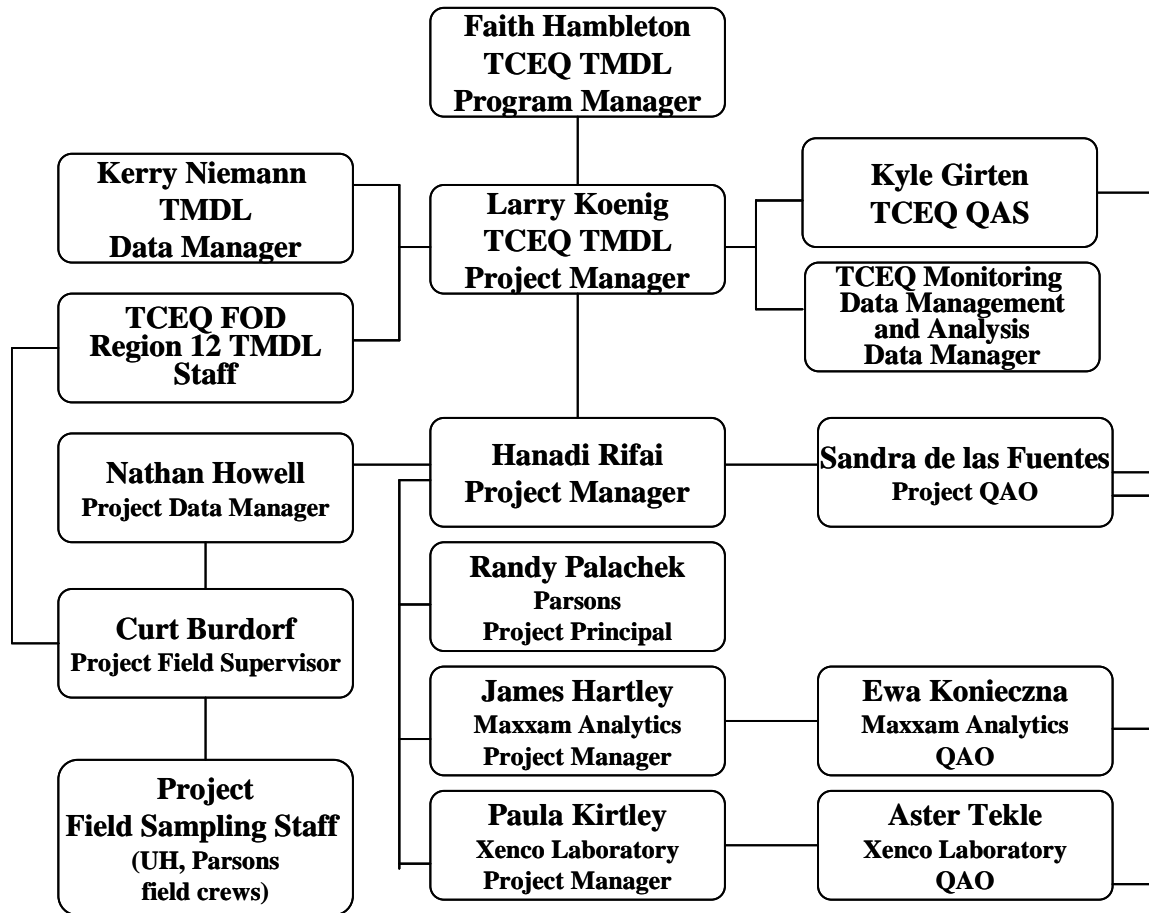 Faith Hambleton
TCEQ TMDL
Program Manager
Kerry Niemann
TMDL
Data Manager
Larry Koenig
TCEQ TMDL
Project Manager
Kyle Girten
TCEQ QAS
TCEQ FOD
Region 12 TMDL
Staff
TCEQ Monitoring
Data Management
and Analysis
Data Manager
Nathan Howell
Project Data Manager
Hanadi Rifai
Project Manager
Sandra de las Fuentes
Project QAO
Randy Palachek
Parsons
Project Principal
Curt Burdorf
Project Field Supervisor
James Hartley
Maxxam Analytics
Project Manager
Ewa Konieczna
Maxxam Analytics
QAO
Project
Field Sampling Staff
(UH, Parsons
field crews)
Paula Kirtley
Xenco Laboratory
Project Manager
Aster Tekle
Xenco Laboratory
QAO